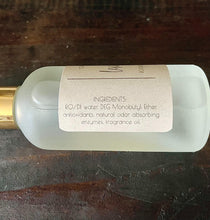 INGREDIENTS:
RO/DI water, DEG Monobutyl Ether,
antioxidants, natural odor absorbing
enzymes, fragrance oil.